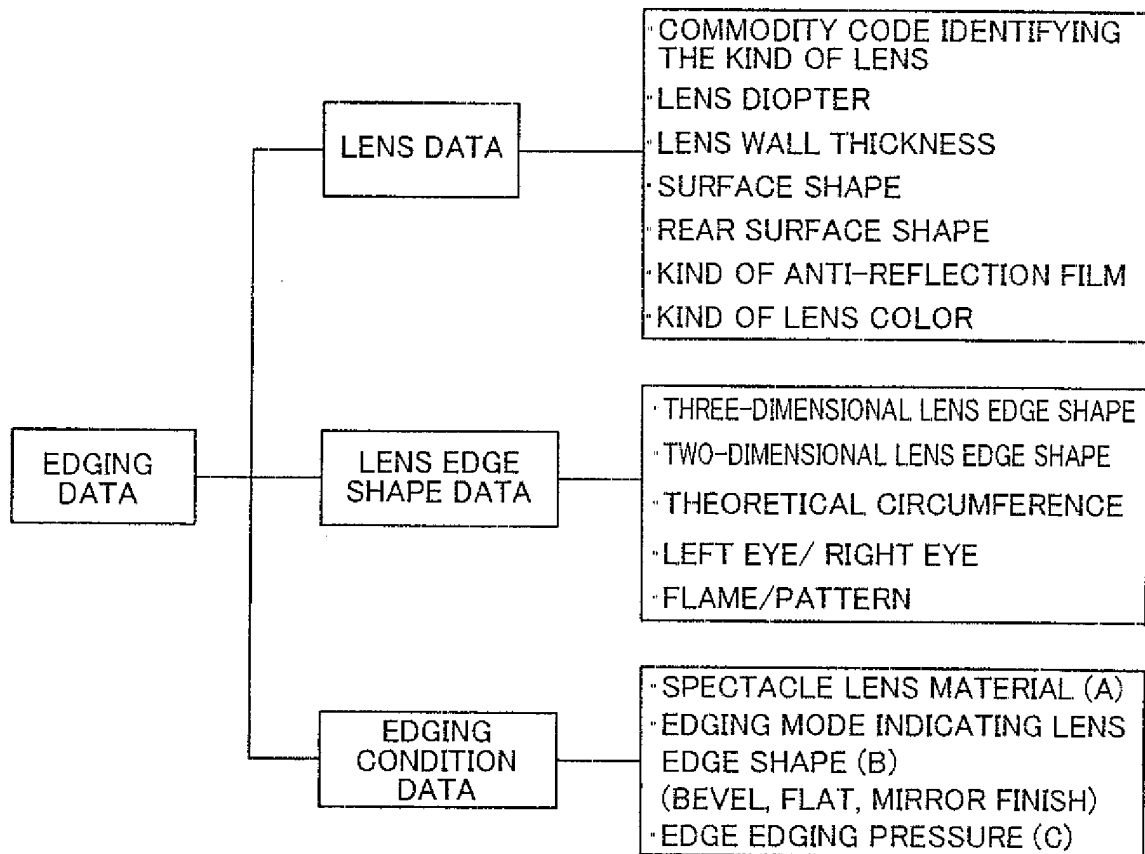 EDGING
DATA
LENS DATA
·COMMODITY CODE IDENTIFYING
THE KIND OF LENS
·LENS DIOPTER
·LENS WALL THICKNESS
·SURFACE SHAPE
·REAR SURFACE SHAPE
·KIND OF ANTI-REFLECTION FILM
·KIND OF LENS COLOR
LENS EDGE
SHAPE DATA
·THREE-DIMENSIONAL LENS EDGE SHAPE
·TWO-DIMENSIONAL LENS EDGE SHAPE
·THEORETICAL CIRCUMFERENCE
·LEFT EYE/ RIGHT EYE
·FLAME/PATTERN
EDGING
CONDITION
DATA
·SPECTACLE LENS MATERIAL (A)
·EDGING MODE INDICATING LENS
EDGE SHAPE (B)
(BEVEL, FLAT, MIRROR FINISH)
·EDGE EDGING PRESSURE (C)